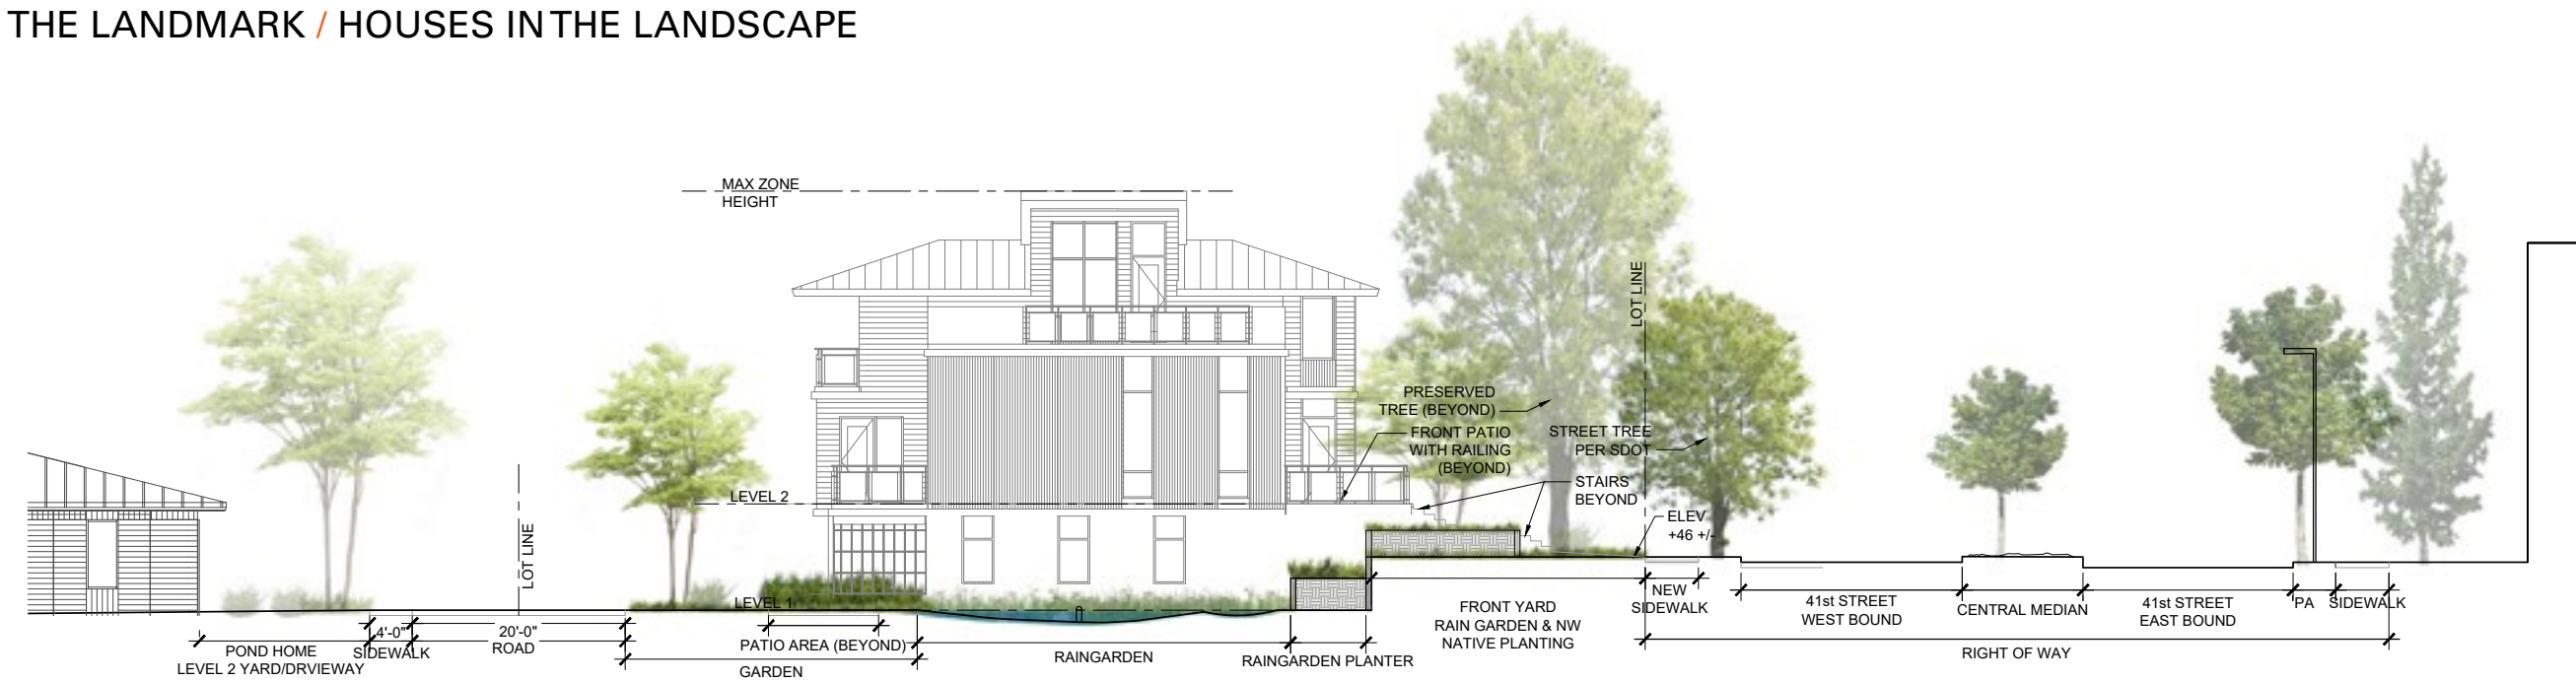 THE LANDMARK / HOUSES IN THE LANDSCAPE
MAX ZONE
HEIGHT
LOT LINE
PRESERVED
TREE (BEYOND)
FRONT PATIO
WITH RAILING
(BEYOND)
STREET TREE
PER SDOT
STAIRS
BEYOND
LEVEL 2
ELEV
+46 +/-
LOT LINE
LEVEL 1
4'-0"
SIDEWALK
20'-0"
ROAD
POND HOME
LEVEL 2 YARD/DRVIEWAY
PATIO AREA (BEYOND)
GARDEN
RAINGARDEN
RAINGARDEN PLANTER
FRONT YARD
RAIN GARDEN & NW
NATIVE PLANTING
NEW
SIDEWALK
41st STREET
WEST BOUND
CENTRAL MEDIAN
41st STREET
EAST BOUND
PA
SIDEWALK
RIGHT OF WAY